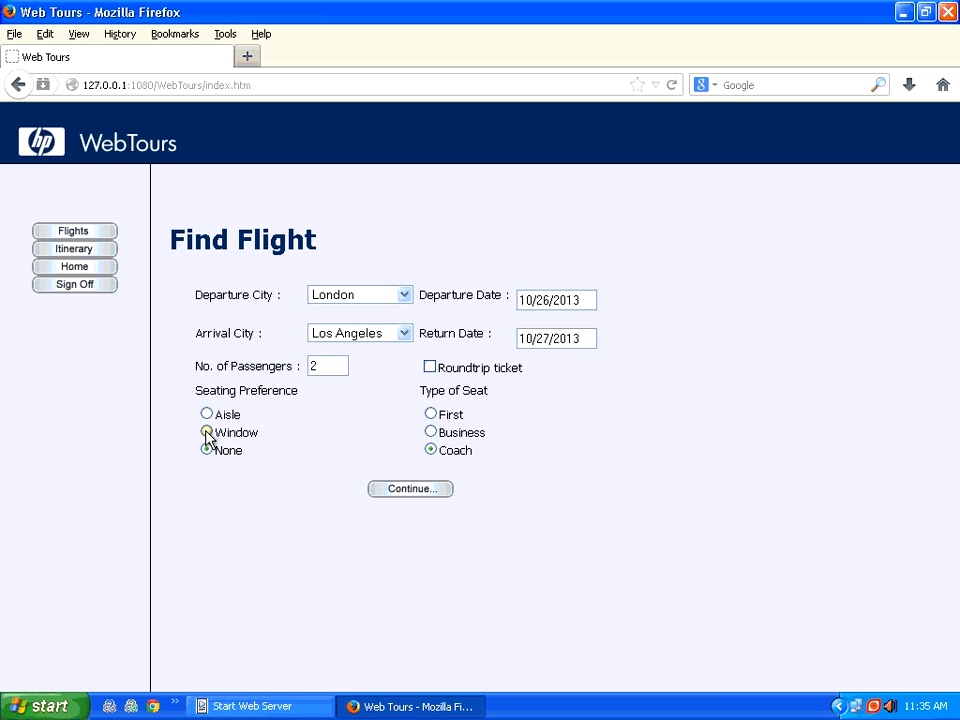 Web Tours - Mozilla Firefox
File Edit View History Bookmarks Tools Help
Web Tours
127.0.0.1:1080/WebTours/index.htm
Google
hp WebTours
Flights
Itinerary
Home
Sign Off
Find Flight
Departure City : London Departure Date : 10/26/2013
Arrival City : Los Angeles Return Date : 10/27/2013
No. of Passengers : 2 Roundtrip ticket
Seating Preference Type of Seat
Aisle First
Window Business
None Coach
Continue...
start Start Web Server Web Tours - Mozilla Fi... 11:35 AM